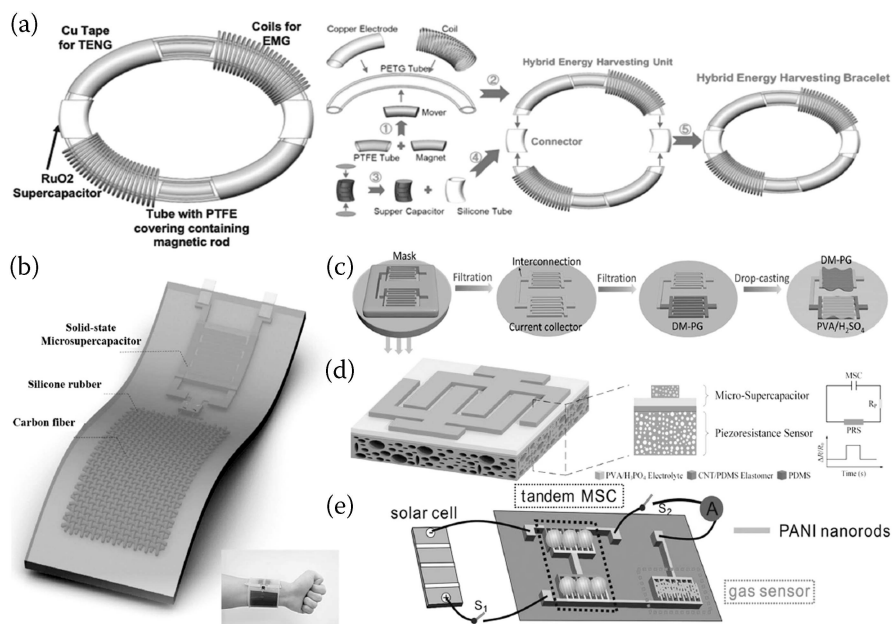 (a)
Cu Tape
for TENG
Coils for
EMG
RuO2
Supercapacitor
Tube with PTFE
covering containing
magnetic rod
Copper Electrode
Coil
PETG Tube
②
Mover
①
PTFE Tube
+
Magnet
③
④
Supper Capacitor
+
Silicone Tube
Hybrid Energy Harvesting Unit
Connector
⑤
Hybrid Energy Harvesting Bracelet
(b)
Solid-state
Microsupercapacitor
Silicone rubber
Carbon fiber
(c)
Mask
Filtration
Interconnection
Current collector
Filtration
DM-PG
Drop-casting
DM-PG
PVA/H₂SO₄
(d)
Micro-Supercapacitor
Piezoresistance Sensor
MSC
PRS
Time (s)
PVA/H₃PO₄ Electrolyte
CNT/PDMS Elastomer
PDMS
(e)
solar cell
tandem MSC
S₂
A
PANI nanorods
S₁
gas sensor